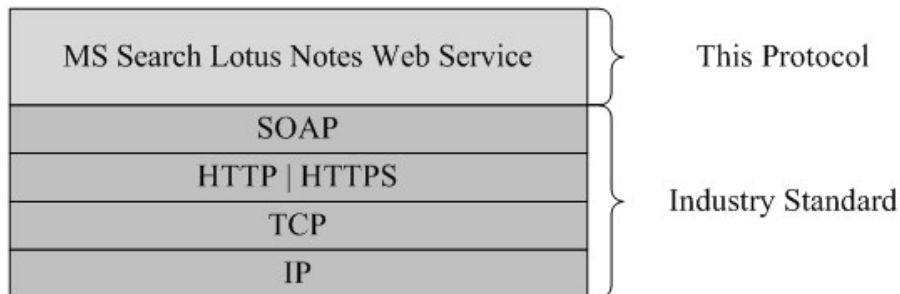 MS Search Lotus Notes Web Service
This Protocol
SOAP
HTTP | HTTPS
TCP
IP
Industry Standard